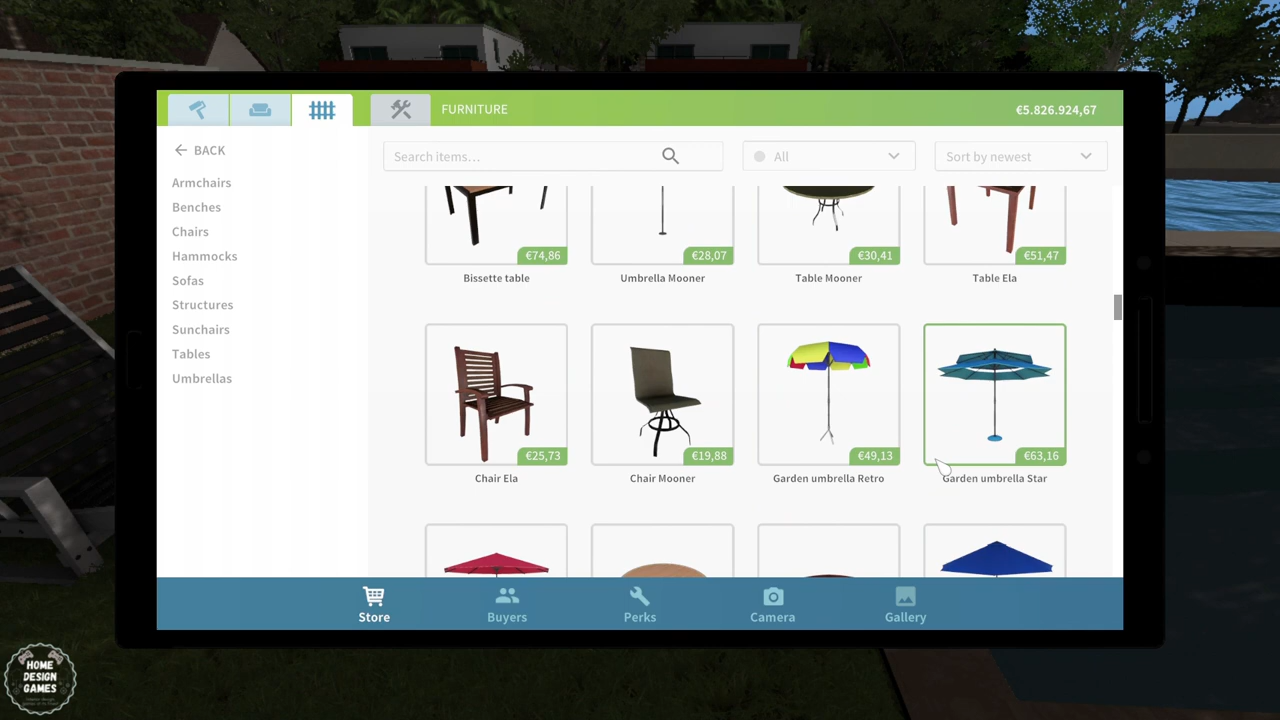 FURNITURE
€5.826.924,67
BACK
Search items...
All
Sort by newest
Armchairs
Benches
Chairs
Hammocks
Sofas
Structures
Sunchairs
Tables
Umbrellas
€74,86
€28,07
€30,41
€51,47
Bissette table
Umbrella Mooner
Table Mooner
Table Ela
€25,73
€19,88
€49,13
€63,16
Chair Ela
Chair Mooner
Garden umbrella Retro
Garden umbrella Star
Store
Buyers
Perks
Camera
Gallery
HOME
DESIGN
GAMES